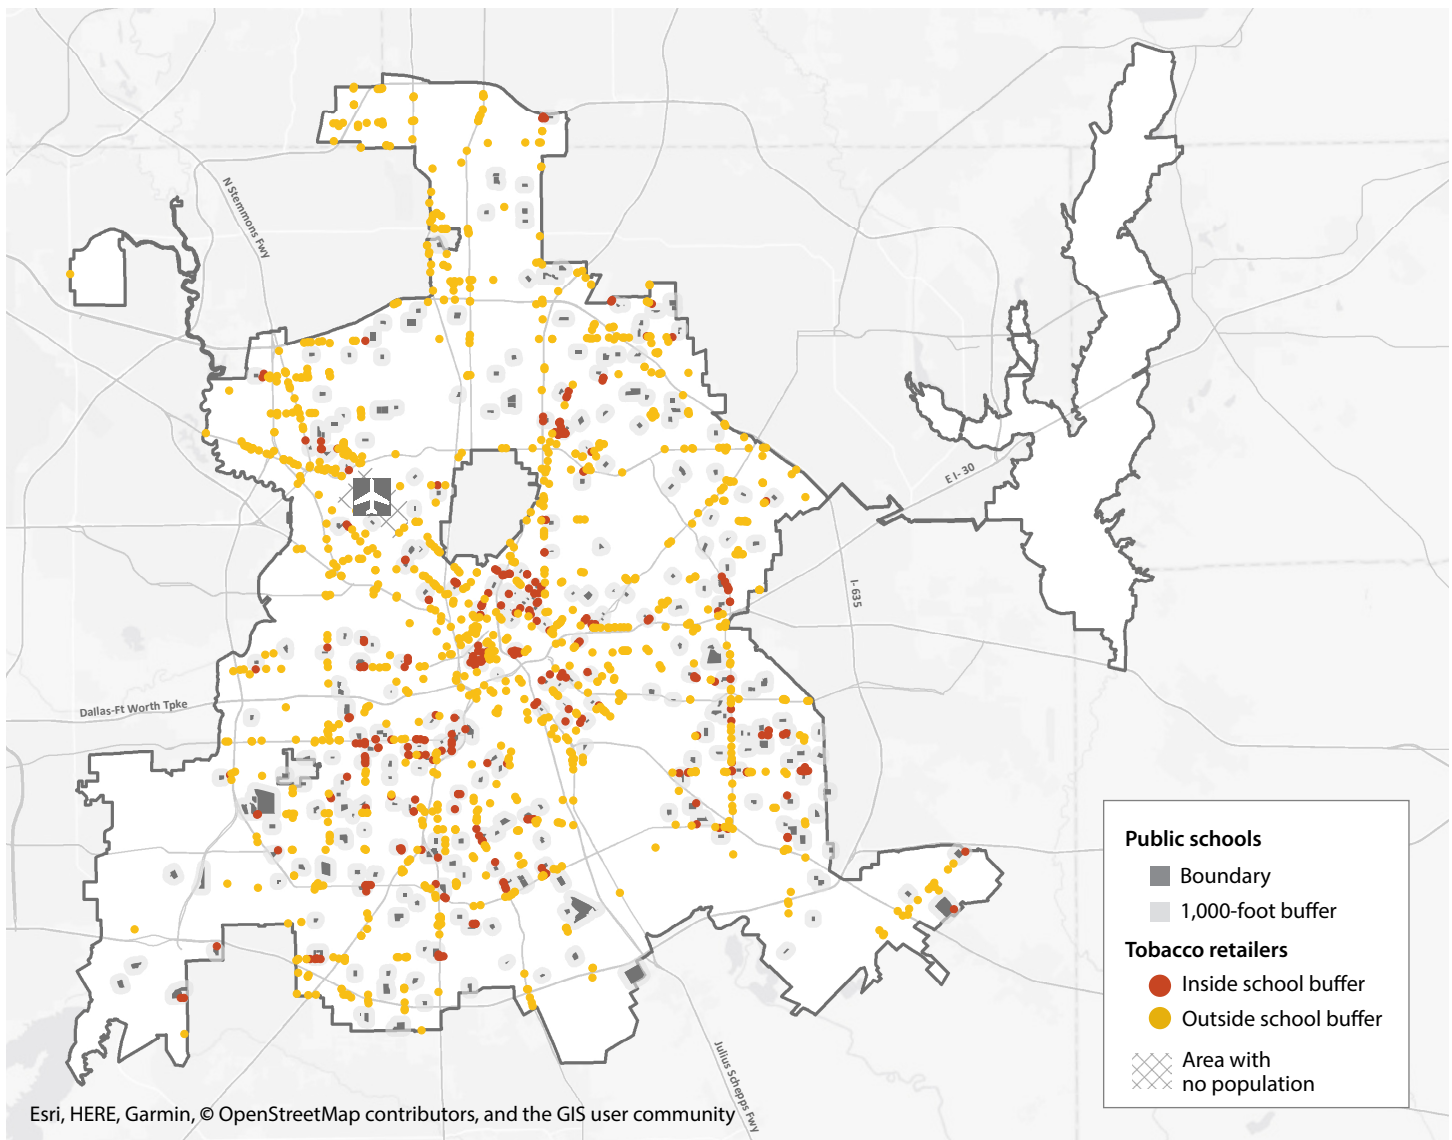 N Stemmons Fwy
E I-30
I-635
Dallas-Ft Worth Tpke
Julius Schepps Fwy
Public schools
Boundary
1,000-foot buffer
Tobacco retailers
Inside school buffer
Outside school buffer
Area with
no population
Esri, HERE, Garmin, © OpenStreetMap contributors, and the GIS user community